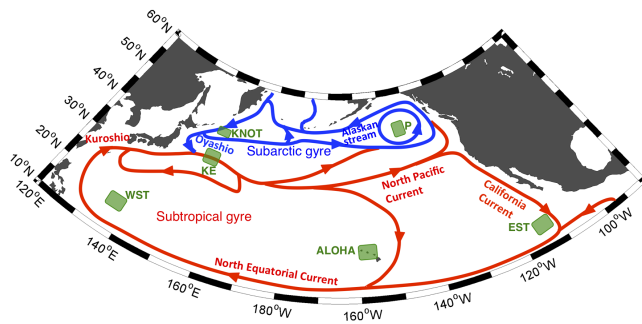 60°N
50°N
40°N
30°N
20°N
10°N
120°E
140°E
160°E
180°W
160°W
140°W
120°W
100°W
Kuroshio
Oyashio
KNOT
KE
Subarctic gyre
Alaskan
stream
P
WST
Subtropical gyre
North Pacific
Current
California
Current
EST
ALOHA
North Equatorial Current